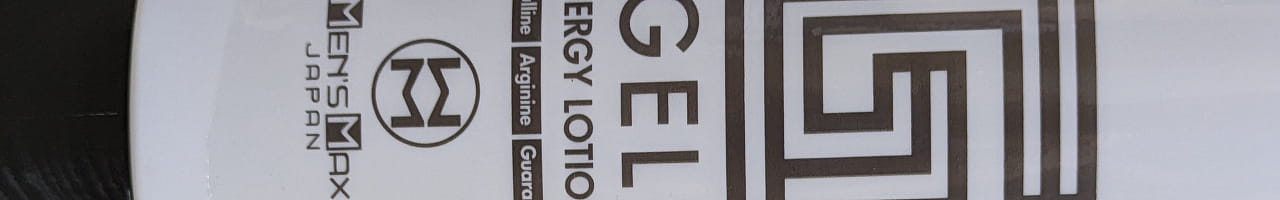 GEL
ERGY LOTIO
lline Arginine Guara
MEN'S MAX
JAPAN